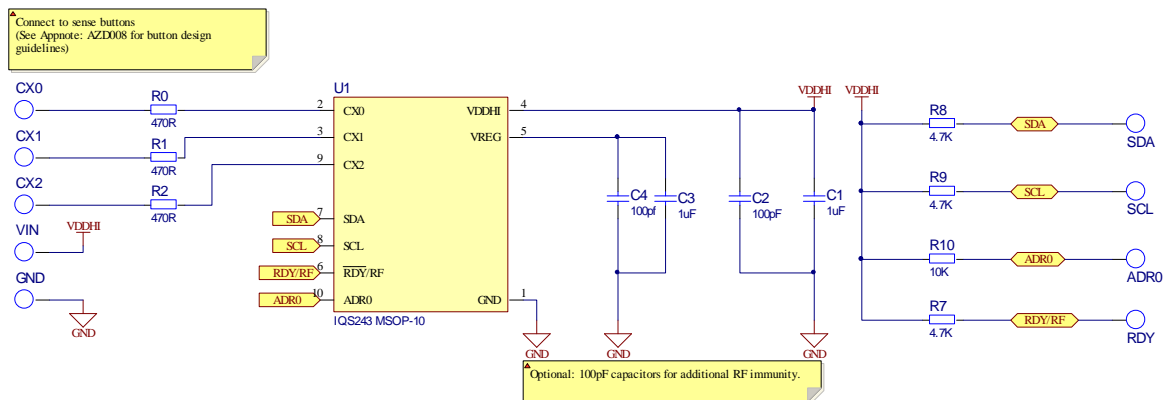 Connect to sense buttons
(See Appnote: AZD008 for button design
guidelines)
CX0
R0
470R
CX1
R1
470R
CX2
R2
470R
VIN
VDDHI
GND
GND
U1
2 CX0
3 CX1
9 CX2
SDA 7 SDA
SCL 8 SCL
RDY/RF 6 RDY/RF
ADR0 10 ADR0
VDDHI 4
VREG 5
GND 1
IQS243 MSOP-10
GND
C4
100pf
C3
1uF
GND
C2
100pF
VDDHI
C1
1uF
GND
Optional: 100pF capacitors for additional RF immunity.
VDDHI
R8
4.7K
SDA
SDA
R9
4.7K
SCL
SCL
R10
10K
ADR0
ADR0
R7
4.7K
RDY/RF
RDY